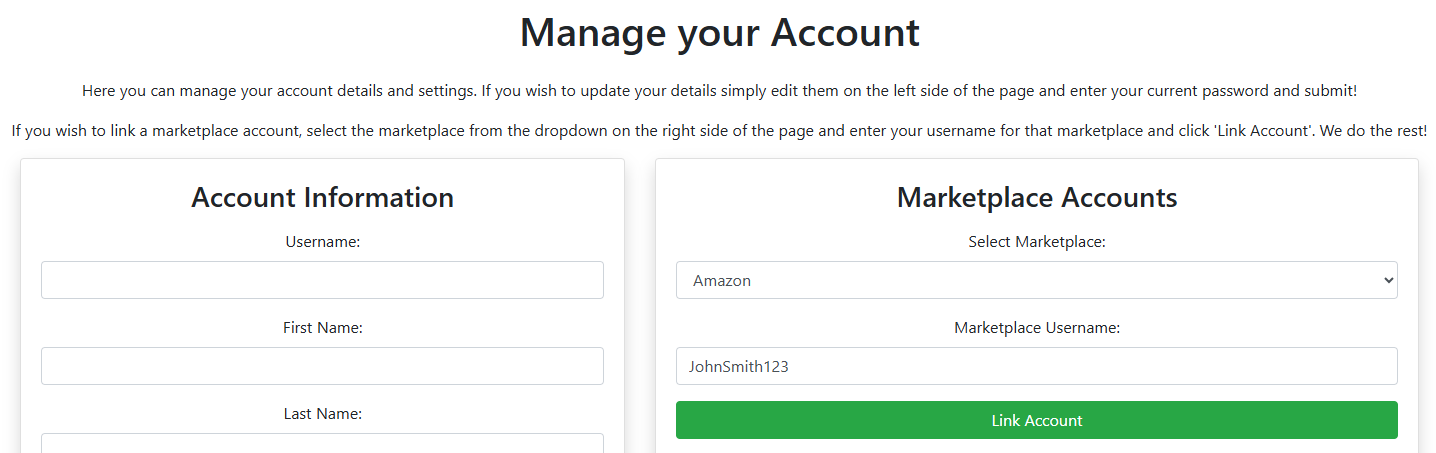 Manage your Account
Here you can manage your account details and settings. If you wish to update your details simply edit them on the left side of the page and enter your current password and submit!
If you wish to link a marketplace account, select the marketplace from the dropdown on the right side of the page and enter your username for that marketplace and click 'Link Account'. We do the rest!
Account Information
Username:
First Name:
Last Name:
Marketplace Accounts
Select Marketplace:
Amazon
Marketplace Username:
JohnSmith123
Link Account